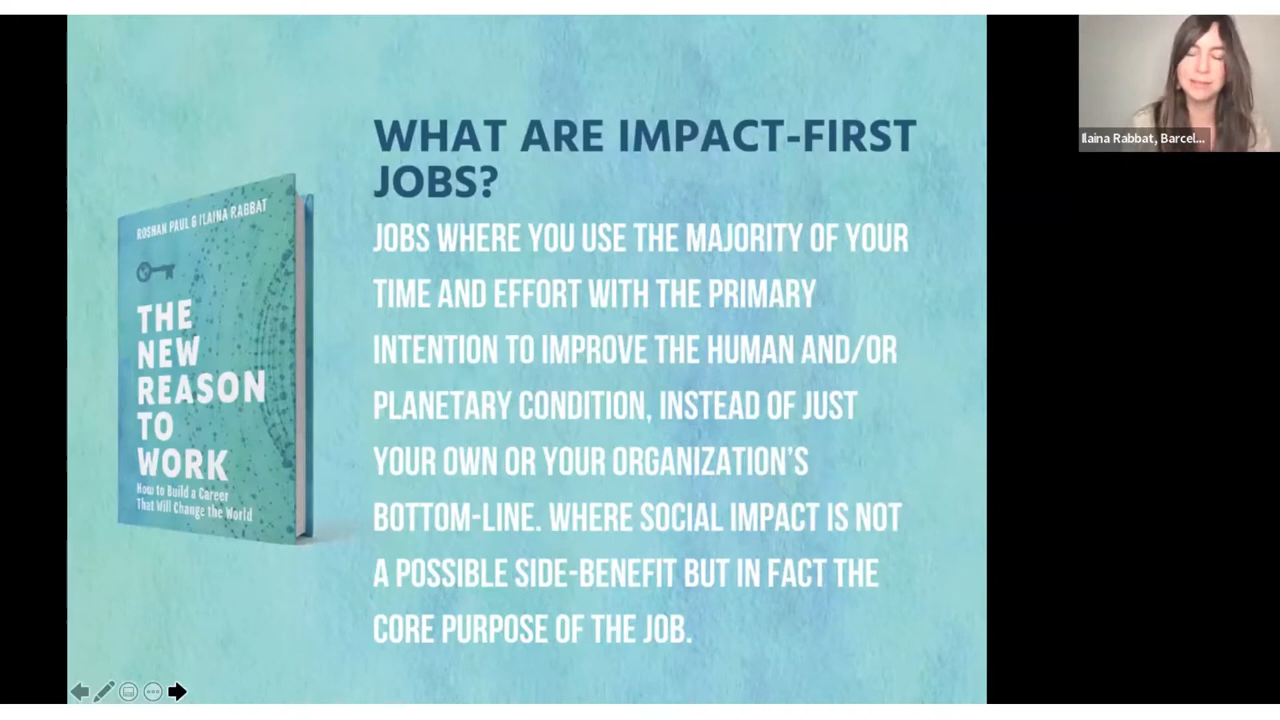 WHAT ARE IMPACT-FIRST
JOBS?
JOBS WHERE YOU USE THE MAJORITY OF YOUR
TIME AND EFFORT WITH THE PRIMARY
INTENTION TO IMPROVE THE HUMAN AND/OR
PLANETARY CONDITION, INSTEAD OF JUST
YOUR OWN OR YOUR ORGANIZATION'S
BOTTOM-LINE. WHERE SOCIAL IMPACT IS NOT
A POSSIBLE SIDE-BENEFIT BUT IN FACT THE
CORE PURPOSE OF THE JOB.
ROSHAN PAUL & ILAINA RABBAT
THE
NEW
REASON
TO
WORK
How to Build a Career
That Will Change the World
Ilaina Rabbat, Barcel...